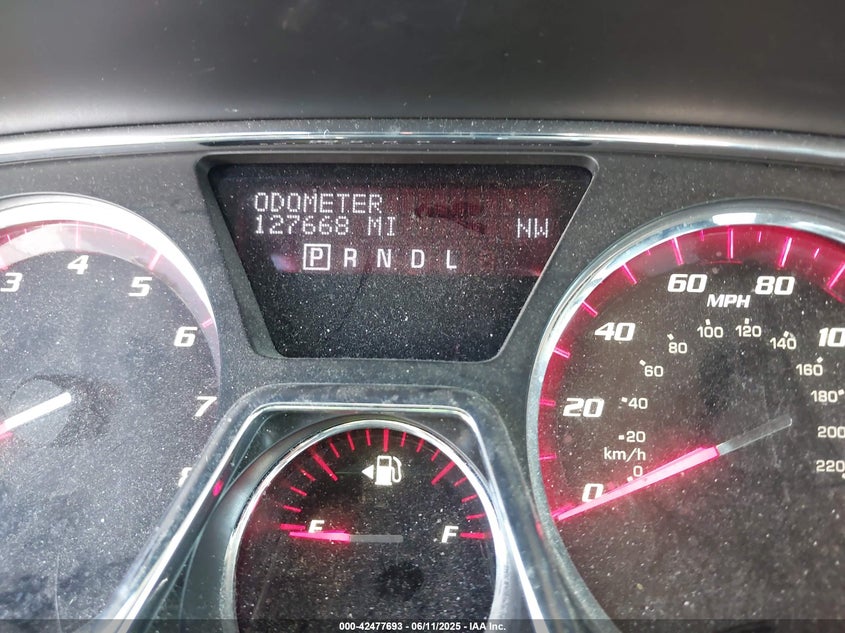 ODOMETER
127668 MI NW
P R N D L
3 4 5 6 7 8
0 20 40 60 80
MPH
km/h
0 20 40 60 80 100 120 140 160 180 200 220
E F
000-42477693 - 06/11/2025 - IAA Inc.